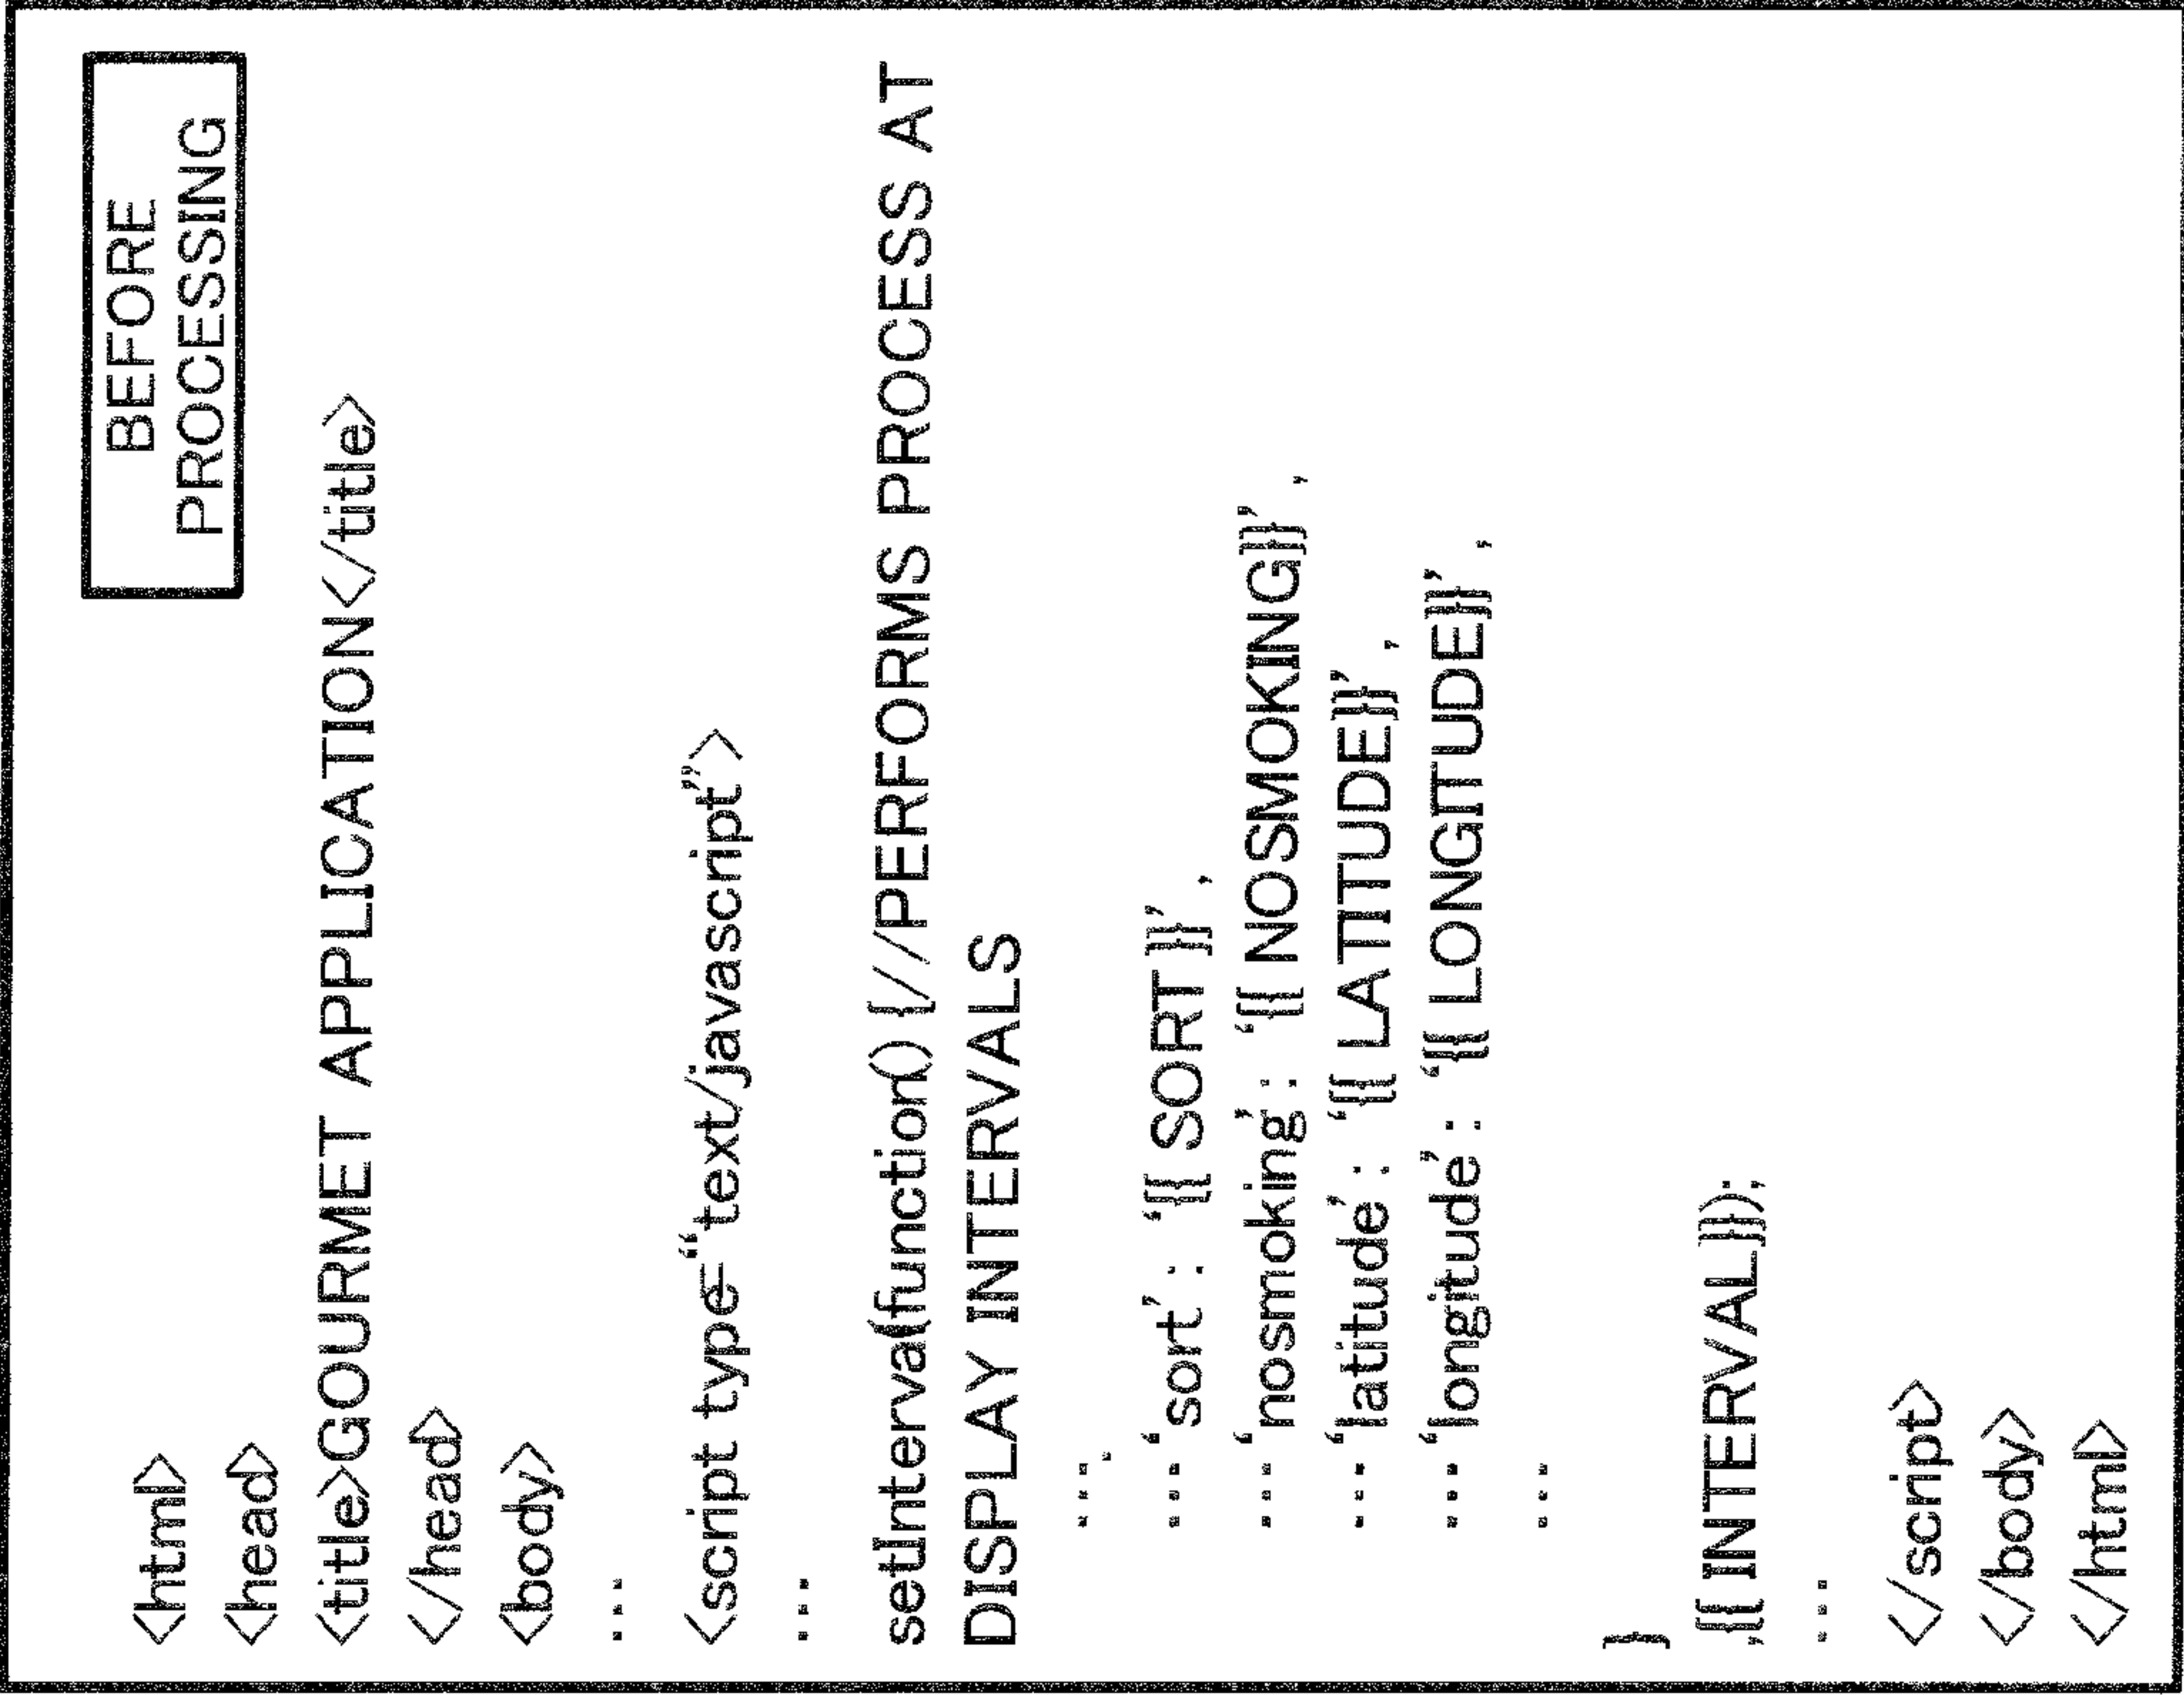 BEFORE
PROCESSING
<html>
<head>
<title>GOURMET APPLICATION</title>
</head>
<body>
...
<script type="text/javascript">
...
setInterval(function() {//PERFORMS PROCESS AT
DISPLAY INTERVALS
...
... 'sort' : '{{ SORT }}',
... 'nosmoking' : '{{ NOSMOKING}}',
... 'latitude' : '{{ LATITUDE}}',
... 'longitude' : '{{ LONGITUDE}}',
...
}
,{{ INTERVAL}});
...
</script>
</body>
</html>